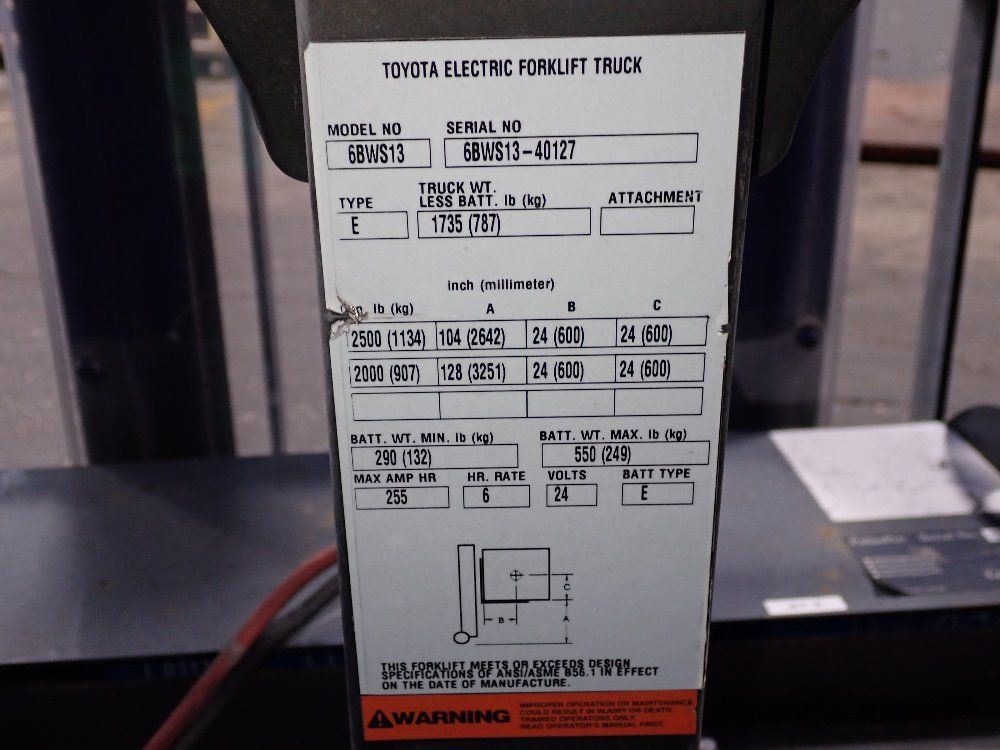 TOYOTA ELECTRIC FORKLIFT TRUCK
MODEL NO SERIAL NO
6BWS13 6BWS13-40127
TYPE TRUCK WT. LESS BATT. lb (kg) ATTACHMENT
E 1735 (787)
inch (millimeter)
lb (kg) A B C
2500 (1134) 104 (2642) 24 (600) 24 (600)
2000 (907) 128 (3251) 24 (600) 24 (600)
BATT. WT. MIN. lb (kg) BATT. WT. MAX. lb (kg)
290 (132) 550 (249)
MAX AMP HR HR. RATE VOLTS BATT TYPE
255 6 24 E
C
B A
THIS FORKLIFT MEETS OR EXCEEDS DESIGN
SPECIFICATIONS OF ANSI/ASME B56.1 IN EFFECT
ON THE DATE OF MANUFACTURE.
WARNING
IMPROPER OPERATION OR MAINTENANCE
COULD RESULT IN INJURY OR DEATH
TRAINED OPERATORS ONLY.
READ OPERATOR'S MANUAL FIRST.